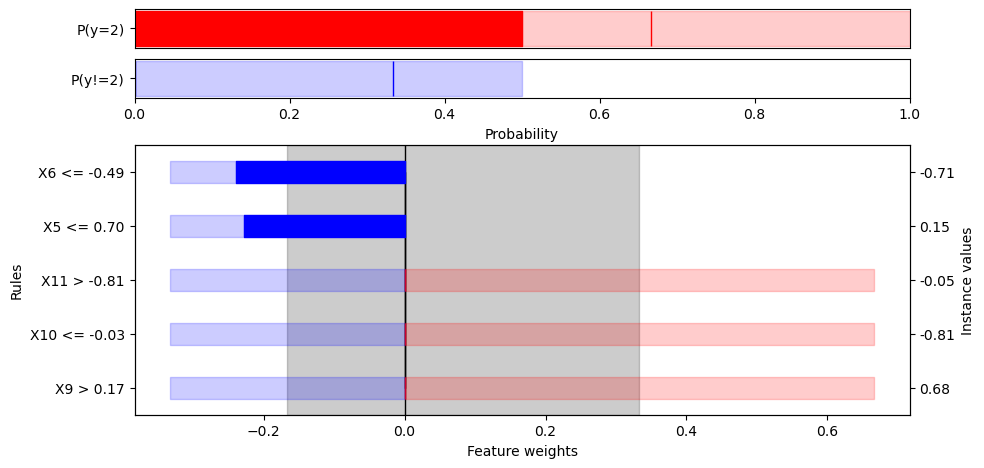 P(y=2)
P(y!=2)
0.0 0.2 0.4 0.6 0.8 1.0
Probability
Rules
X6 <= -0.49 -0.71
X5 <= 0.70 0.15
X11 > -0.81 -0.05
X10 <= -0.03 -0.81
X9 > 0.17 0.68
Instance values
−0.2 0.0 0.2 0.4 0.6
Feature weights